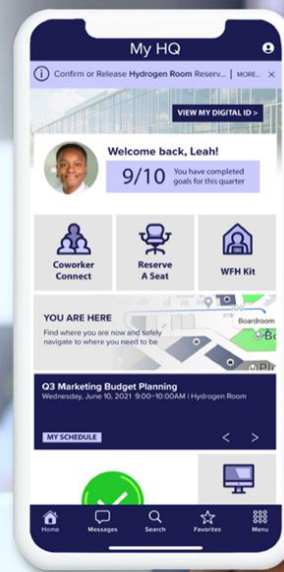 My HQ
Confirm or Release Hydrogen Room Reserv... | MORE.. ×
VIEW MY DIGITAL ID >
Welcome back, Leah!
9/10 You have completed
goals for this quarter
Coworker
Connect
Reserve
A Seat
WFH Kit
YOU ARE HERE
Find where you are now and safely
navigate to where you need to be
Boardroom
Q3 Marketing Budget Planning
Wednesday, June 10, 2021 9:00-10:00AM | Hydrogen Room
MY SCHEDULE < >
Home Messages Search Favorites Menu